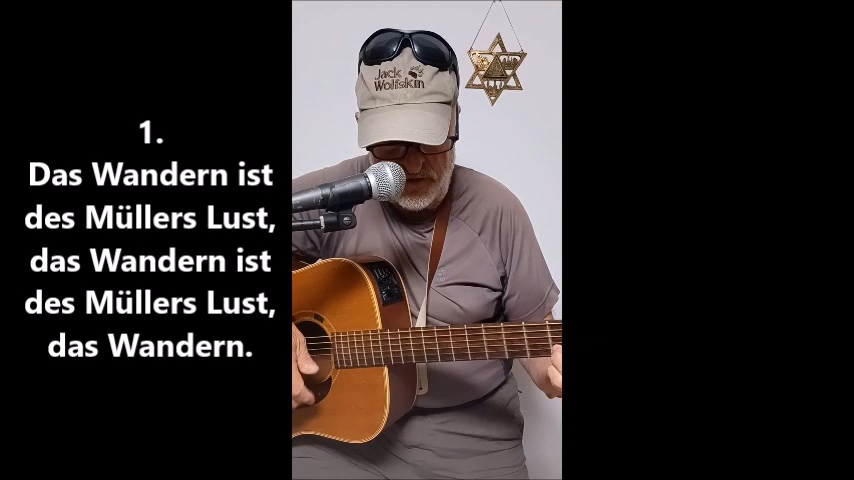 1.
Das Wandern ist
des Müllers Lust,
das Wandern ist
des Müllers Lust,
das Wandern.
Jack
Wolfskin